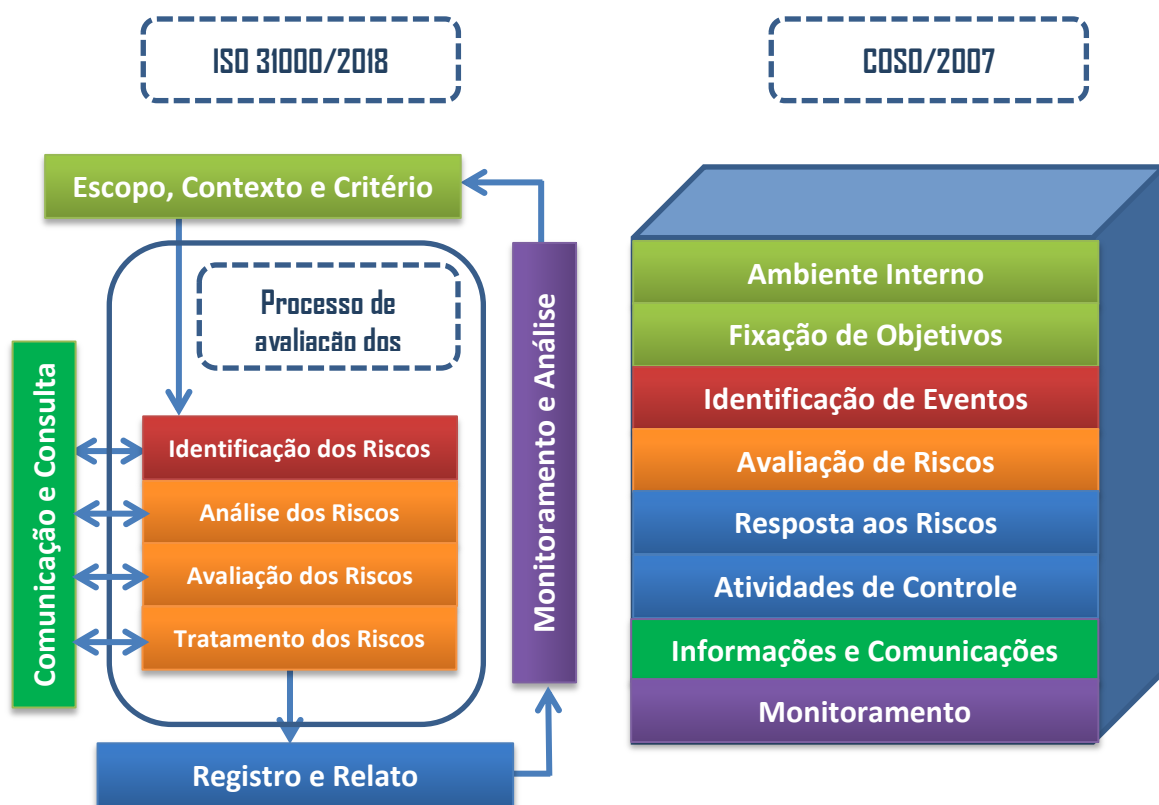 ISO 31000/2018
Escopo, Contexto e Critério
Processo de
avaliacão dos
Comunicação e Consulta
Identificação dos Riscos
Análise dos Riscos
Avaliação dos Riscos
Tratamento dos Riscos
Monitoramento e Análise
Registro e Relato
COSO/2007
Ambiente Interno
Fixação de Objetivos
Identificação de Eventos
Avaliação de Riscos
Resposta aos Riscos
Atividades de Controle
Informações e Comunicações
Monitoramento